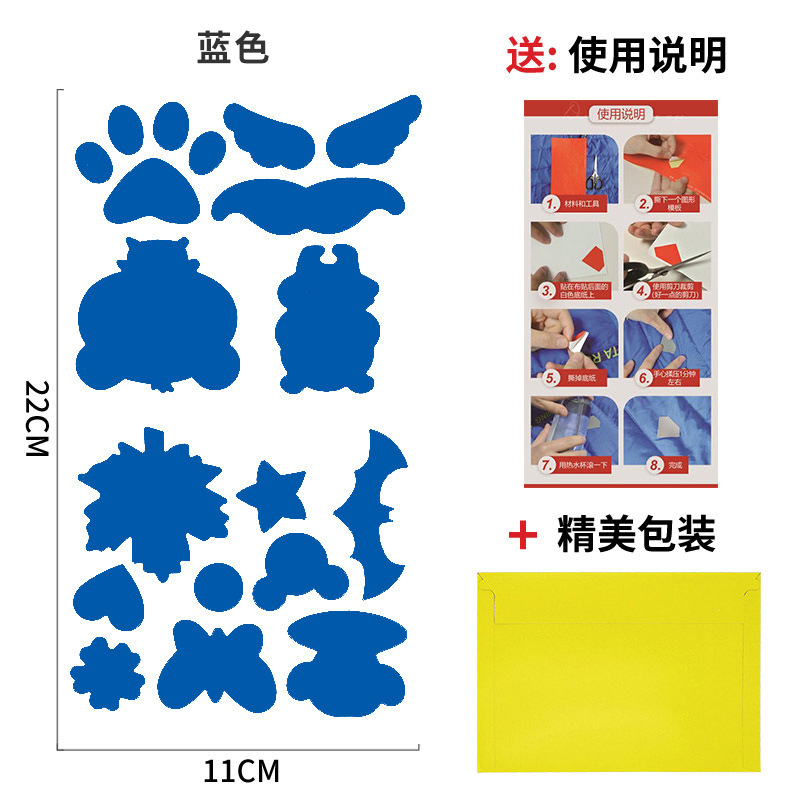 蓝色
送: 使用说明
使用说明
1. 材料和工具
2. 撕下一个图形
模板
3. 贴在布贴后面的
白色底纸上
4. 使用剪刀裁剪
(好一点的剪刀)
5. 撕掉底纸
6. 手心揉压1分钟
左右
7. 用热水杯滚一下
8. 完成
+ 精美包装
22CM
11CM